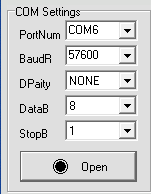 COM Settings
PortNum COM6
BaudR 57600
DPaity NONE
DataB 8
StopB 1
Open